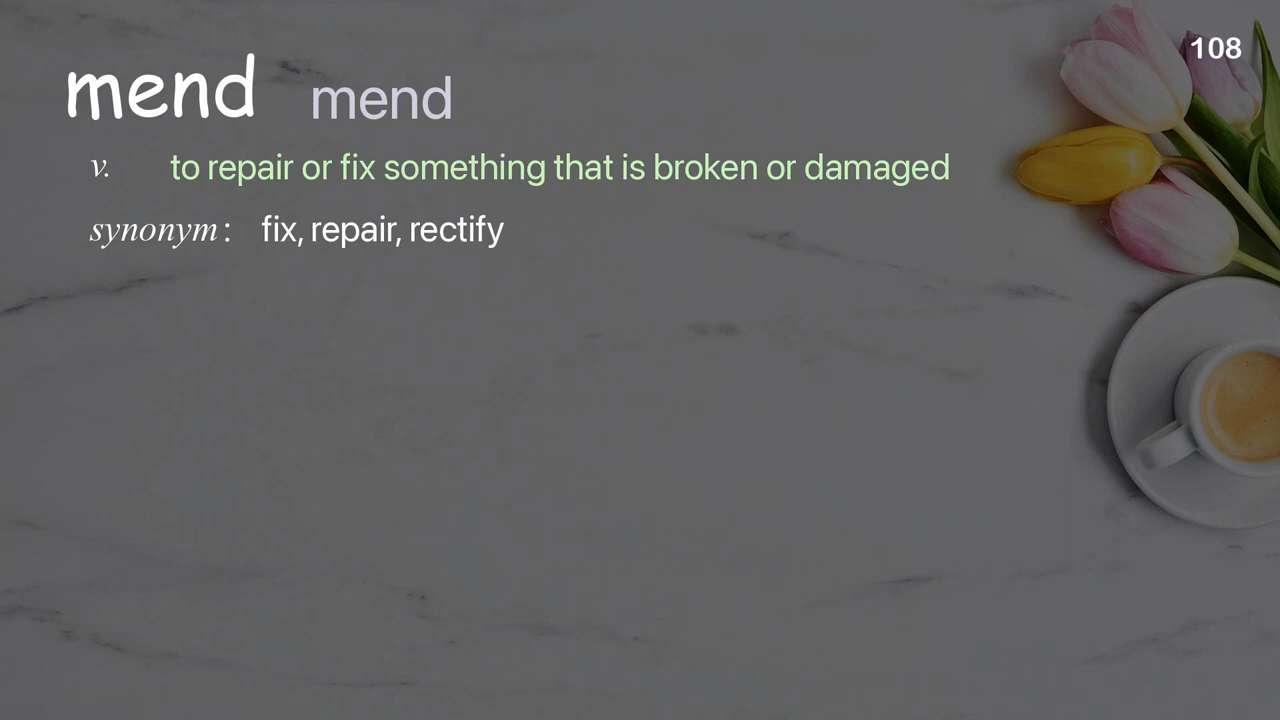 108
mend mend
v. to repair or fix something that is broken or damaged
synonym: fix, repair, rectify